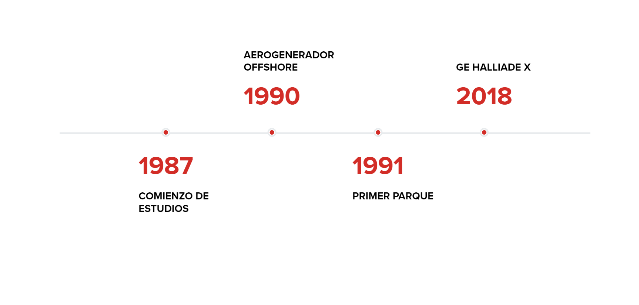 AEROGENERADOR
OFFSHORE
1990
GE HALLIADE X
2018
1987
COMIENZO DE
ESTUDIOS
1991
PRIMER PARQUE